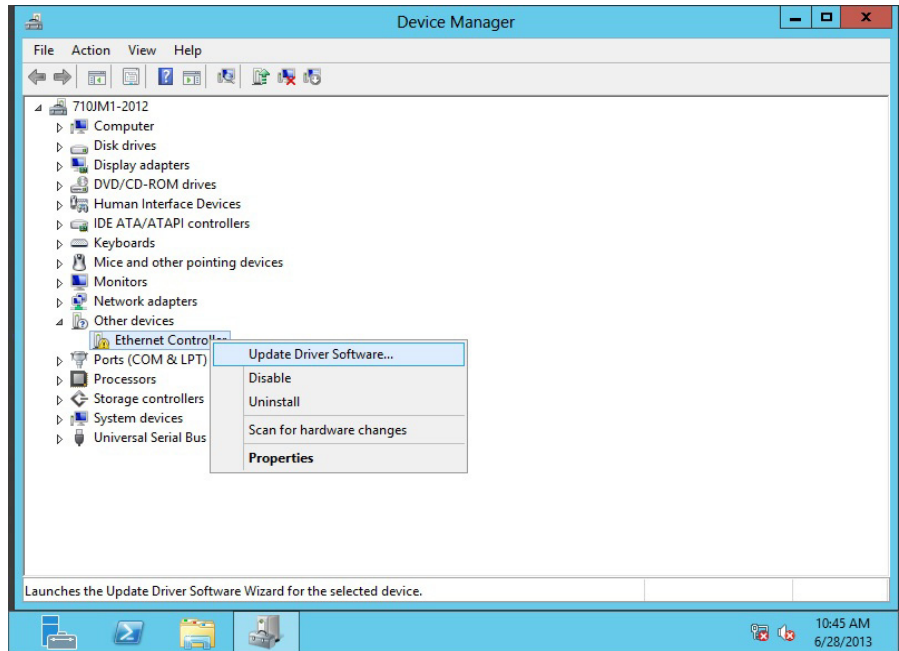 Device Manager
File Action View Help
710JM1-2012
Computer
Disk drives
Display adapters
DVD/CD-ROM drives
Human Interface Devices
IDE ATA/ATAPI controllers
Keyboards
Mice and other pointing devices
Monitors
Network adapters
Other devices
Ethernet Controller
Update Driver Software...
Ports (COM & LPT)
Disable
Processors
Uninstall
Storage controllers
Scan for hardware changes
System devices
Universal Serial Bus
Properties
Launches the Update Driver Software Wizard for the selected device.
10:45 AM
6/28/2013